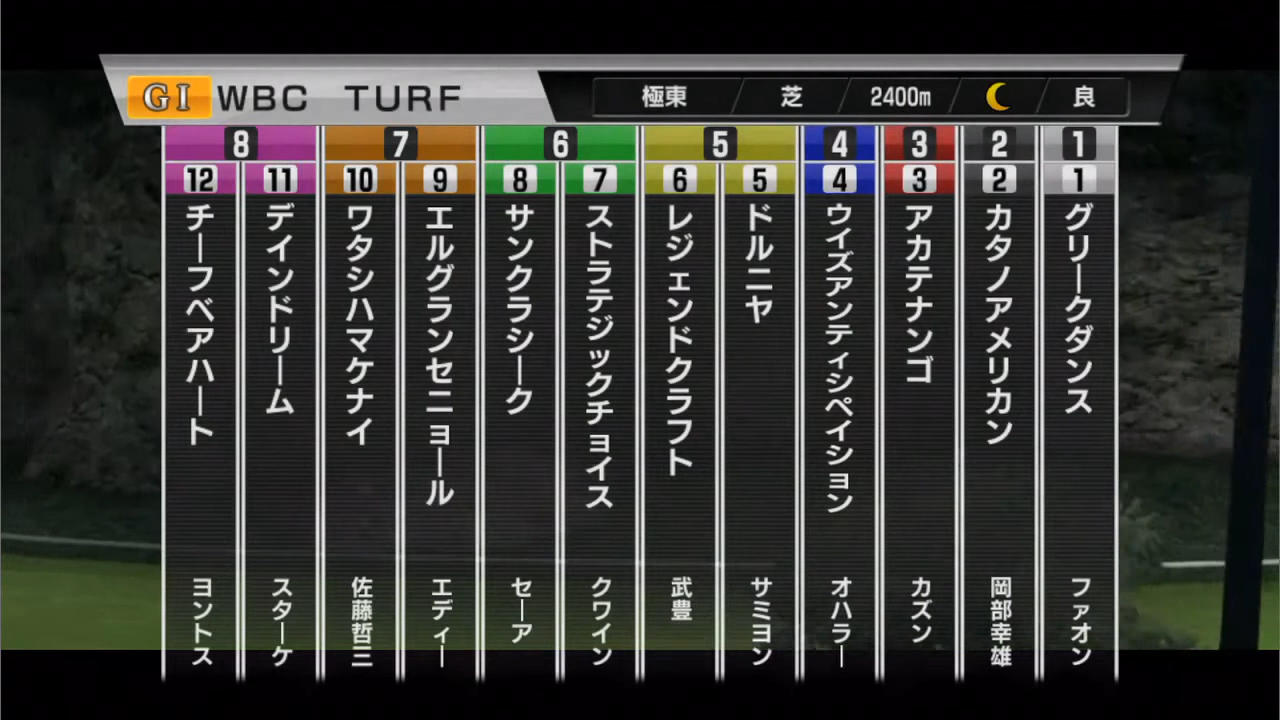 GI WBC TURF 極東 芝 2400m 良
1
1
グリークダンス
ファオン
2
2
カタノアメリカン
岡部幸雄
3
3
アカテナンゴ
カズン
4
4
ウイズアンティシペイション
オハラー
5
5
ドルニヤ
サミヨン
6
レジェンドクラフト
武豊
6
7
ストラテジックチョイス
クワイン
8
サンクラシーク
セーア
7
9
エルグランセニョール
エディー
10
ワタシハマケナイ
佐藤哲三
8
11
デインドリーム
スターケ
12
チーフベアハート
ヨントス